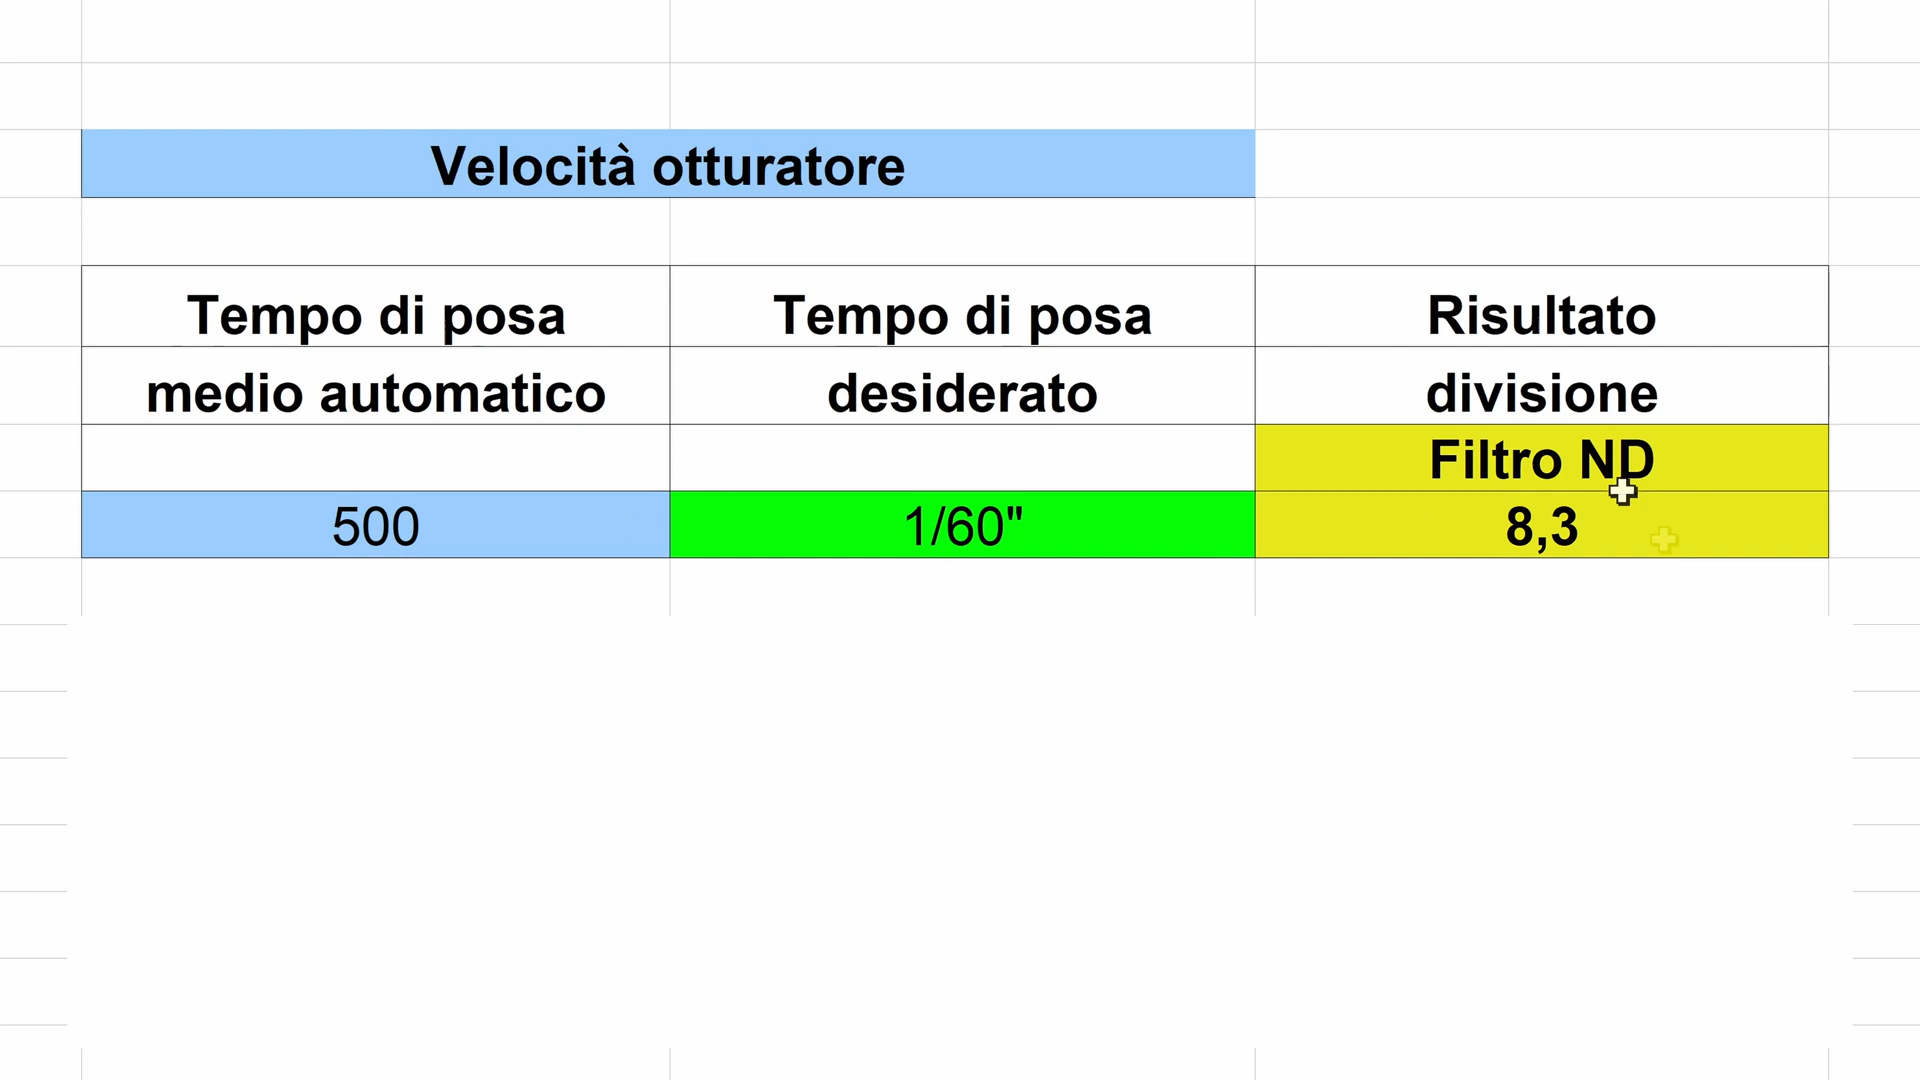 Velocità otturatore
Tempo di posa Tempo di posa Risultato
medio automatico desiderato divisione
Filtro ND
500 1/60" 8,3